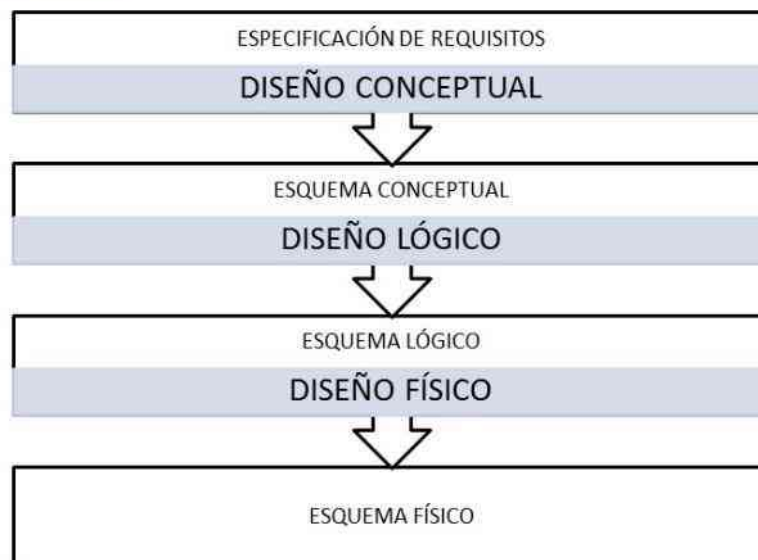 ESPECIFICACIÓN DE REQUISITOS
DISEÑO CONCEPTUAL
ESQUEMA CONCEPTUAL
DISEÑO LÓGICO
ESQUEMA LÓGICO
DISEÑO FÍSICO
ESQUEMA FÍSICO